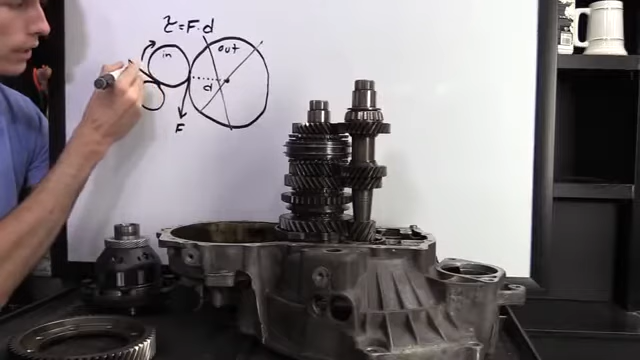 τ = F·d
in
out
d
F